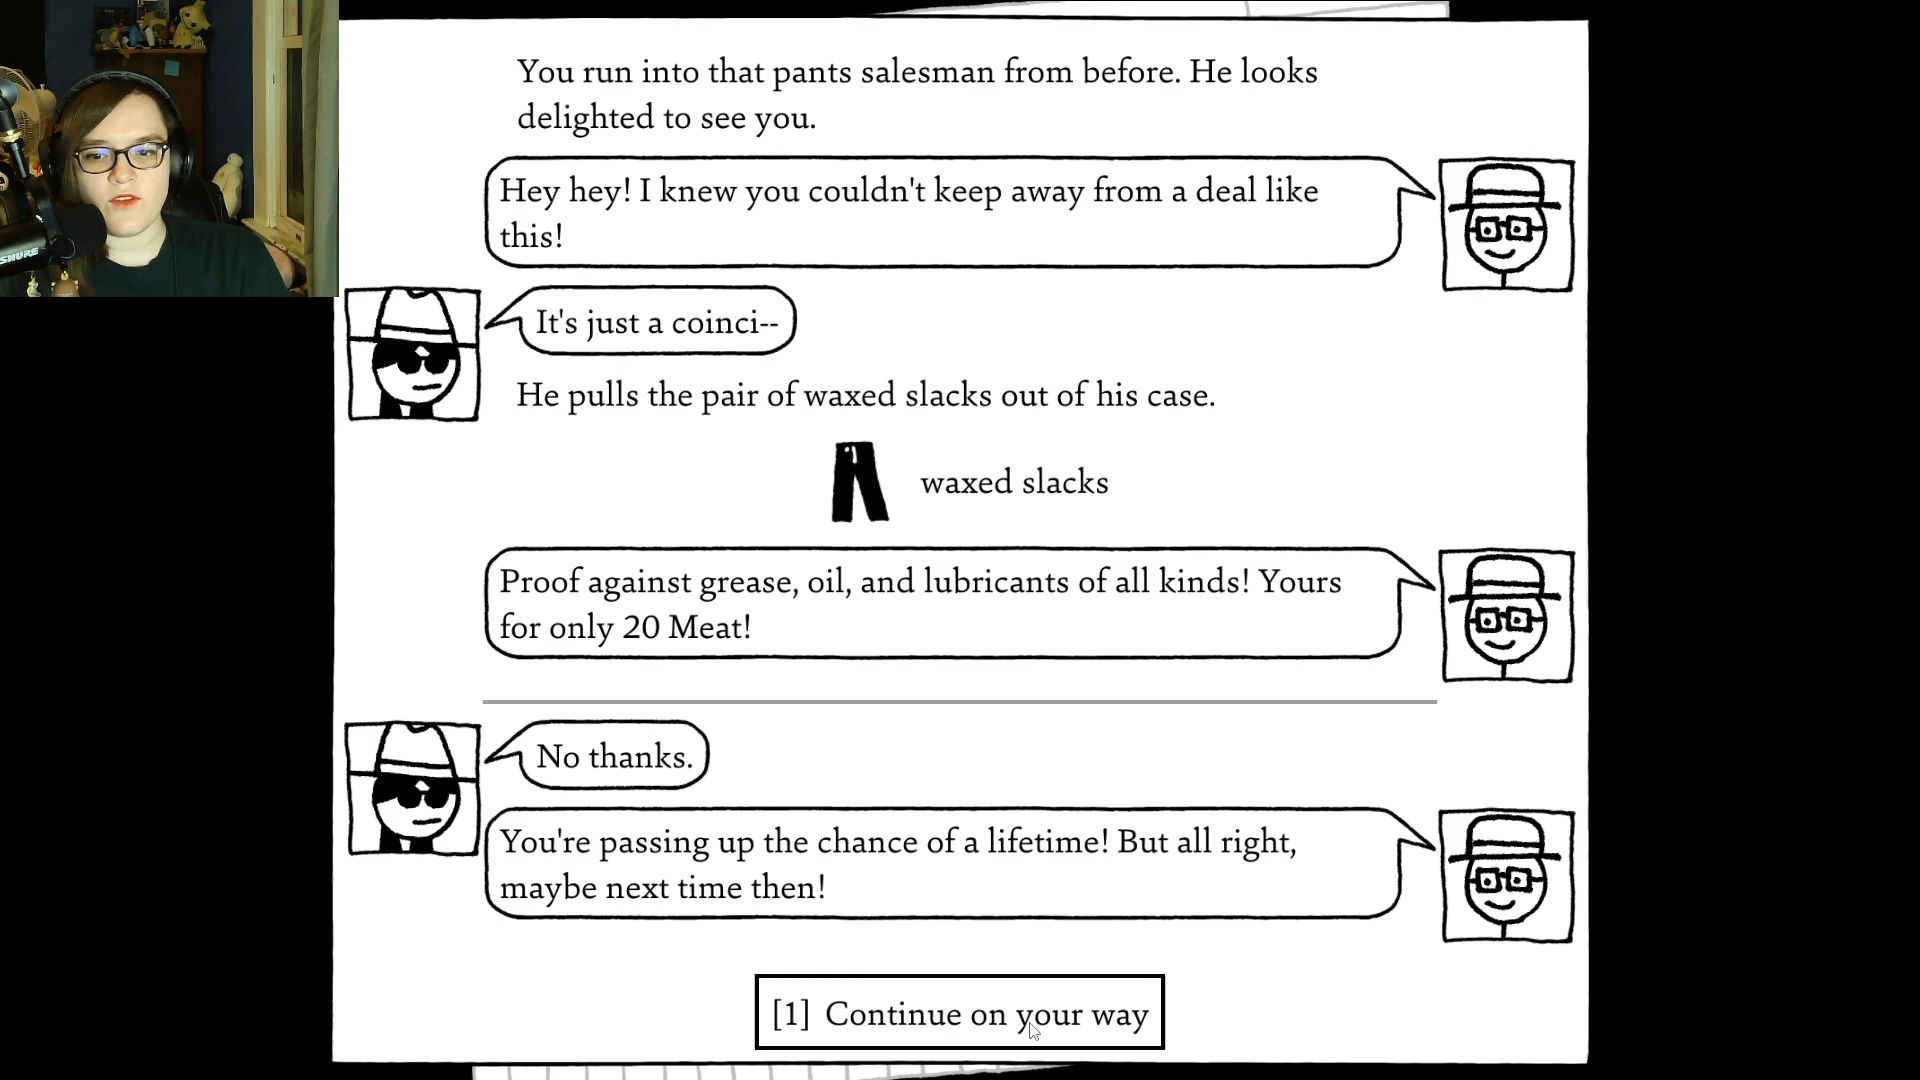 You run into that pants salesman from before. He looks
delighted to see you.
Hey hey! I knew you couldn't keep away from a deal like
this!
It's just a coinci--
He pulls the pair of waxed slacks out of his case.
waxed slacks
Proof against grease, oil, and lubricants of all kinds! Yours
for only 20 Meat!
No thanks.
You're passing up the chance of a lifetime! But all right,
maybe next time then!
[1] Continue on your way
SHURE